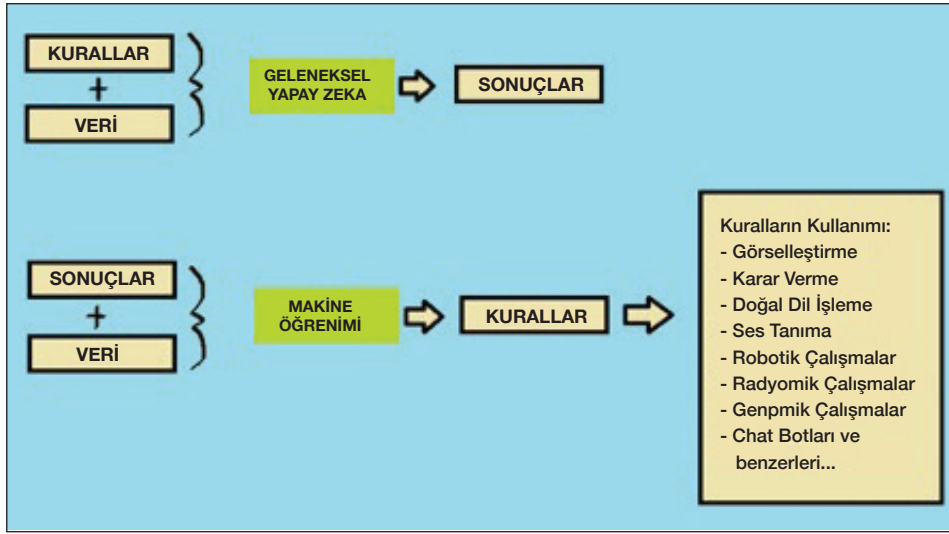 KURALLAR
+
VERİ
GELENEKSEL
YAPAY ZEKA
SONUÇLAR
SONUÇLAR
+
VERİ
MAKİNE
ÖĞRENİMİ
KURALLAR
Kuralların Kullanımı:
- Görselleştirme
- Karar Verme
- Doğal Dil İşleme
- Ses Tanıma
- Robotik Çalışmalar
- Radyomik Çalışmalar
- Genpmik Çalışmalar
- Chat Botları ve
benzerleri...